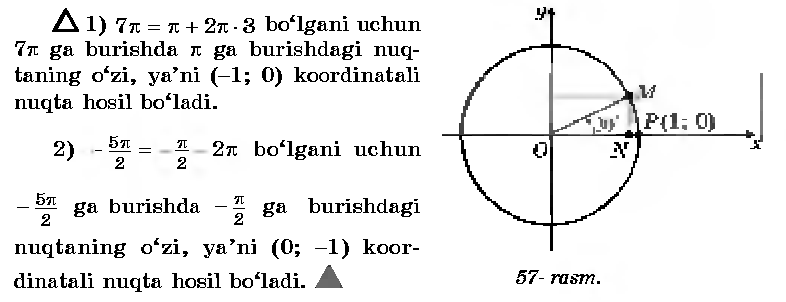 1) 7π = π + 2π · 3 bo‘lgani uchun
7π ga burishda π ga burishdagi nuq-
taning o‘zi, ya’ni (–1; 0) koordinatali
nuqta hosil bo‘ladi.
2) -5π/2 = -π/2 - 2π bo‘lgani uchun
-5π/2 ga burishda -π/2 ga burishdagi
nuqtaning o‘zi, ya’ni (0; –1) koor-
dinatali nuqta hosil bo‘ladi.
y
M
P(1; 0)
O
N
x
57- rasm.